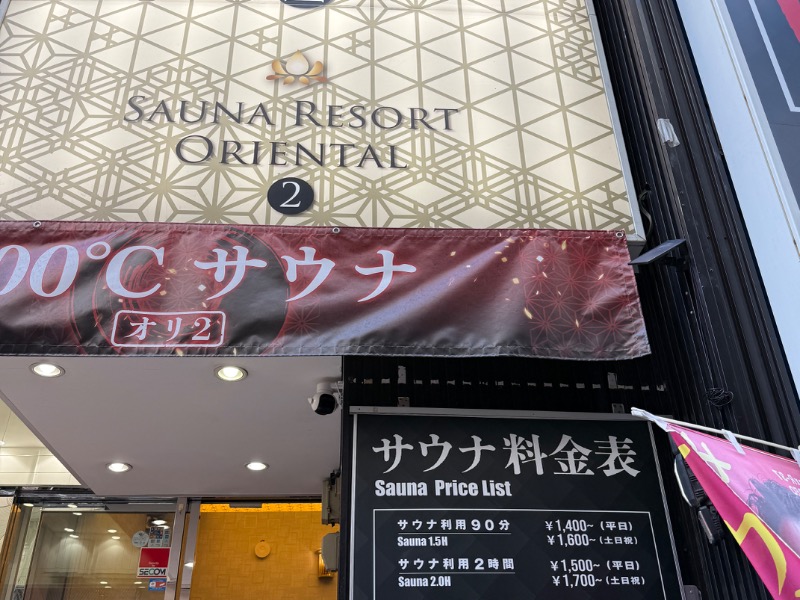 SAUNA RESORT
ORIENTAL
2
00℃ サウナ
オリ2
サウナ料金表
Sauna Price List
サウナ利用90分 ¥1,400~（平日）
Sauna 1.5H ¥1,600~（土日祝）
サウナ利用2時間 ¥1,500~（平日）
Sauna 2.0H ¥1,700~（土日祝）
SECOM